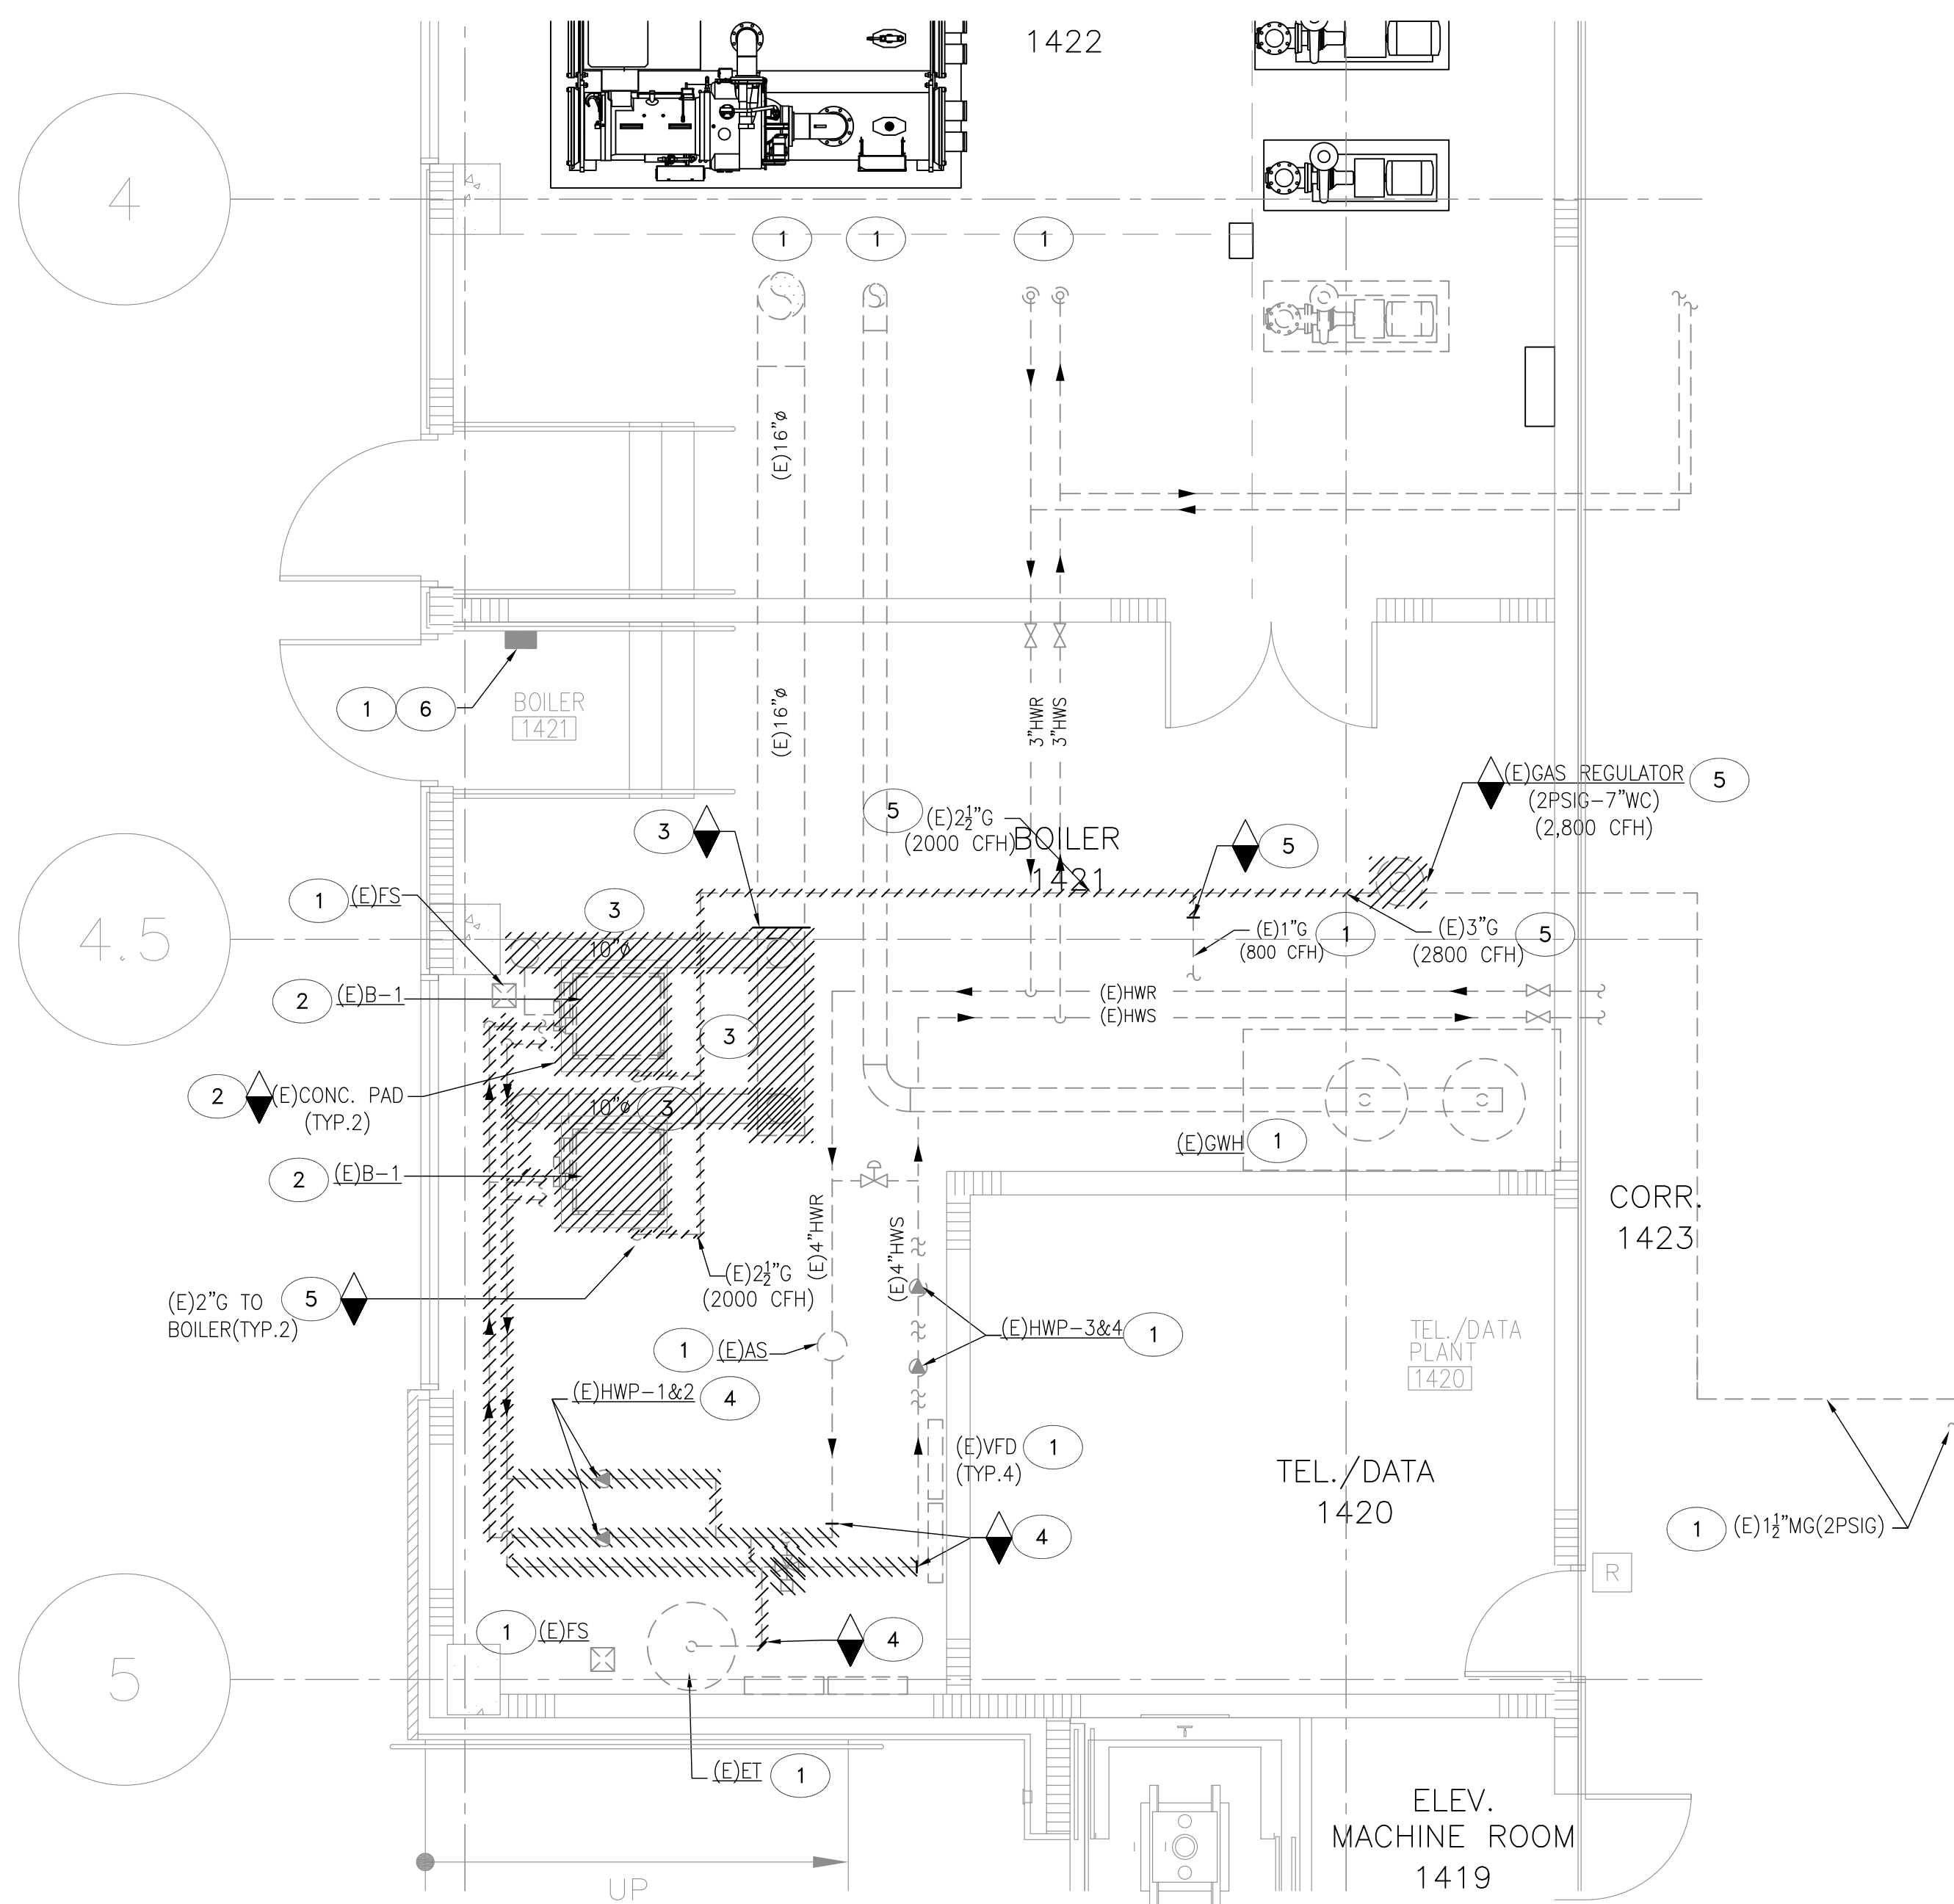 1422
4
1
1
1
(E)16"ø
1
6
BOILER
1421
(E)16"ø
3"HWR
3"HWS
(E)GAS REGULATOR
5
(2PSIG-7"WC)
(2,800 CFH)
3
5
(E)2½"G
(2000 CFH)
BOILER
1421
5
1
(E)FS
3
4.5
10"ø
(E)1"G
(800 CFH)
1
(E)3"G
(2800 CFH)
5
2
(E)B-1
(E)HWR
(E)HWS
3
2
(E)CONC. PAD
(TYP.2)
10"ø
3
(E)GWH
1
2
(E)B-1
CORR.
1423
(E)4"HWR
(E)4"HWS
(E)2"G TO
BOILER(TYP.2)
5
(E)2½"G
(2000 CFH)
1
(E)AS
(E)HWP-3&4
1
TEL./DATA
PLANT
1420
(E)HWP-1&2
4
(E)VFD
(TYP.4)
1
TEL./DATA
1420
4
1
(E)1½"MG(2PSIG)
R
1
(E)FS
4
5
(E)ET
1
ELEV.
MACHINE ROOM
1419
UP